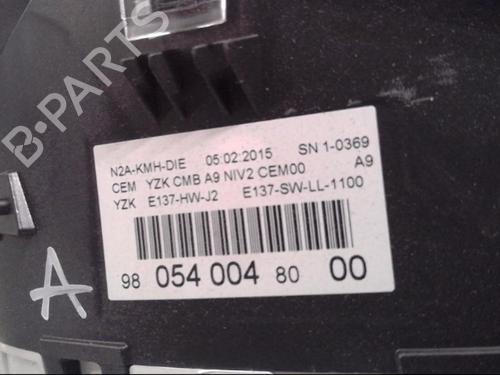 B-PARTS
N2A-KMH-DIE 05:02:2015 SN 1-0369
CEM YZK CMB A9 NIV2 CEM00 A9
YZK E137-HW-J2 E137-SW-LL-1100
98 054 004 80 00
A